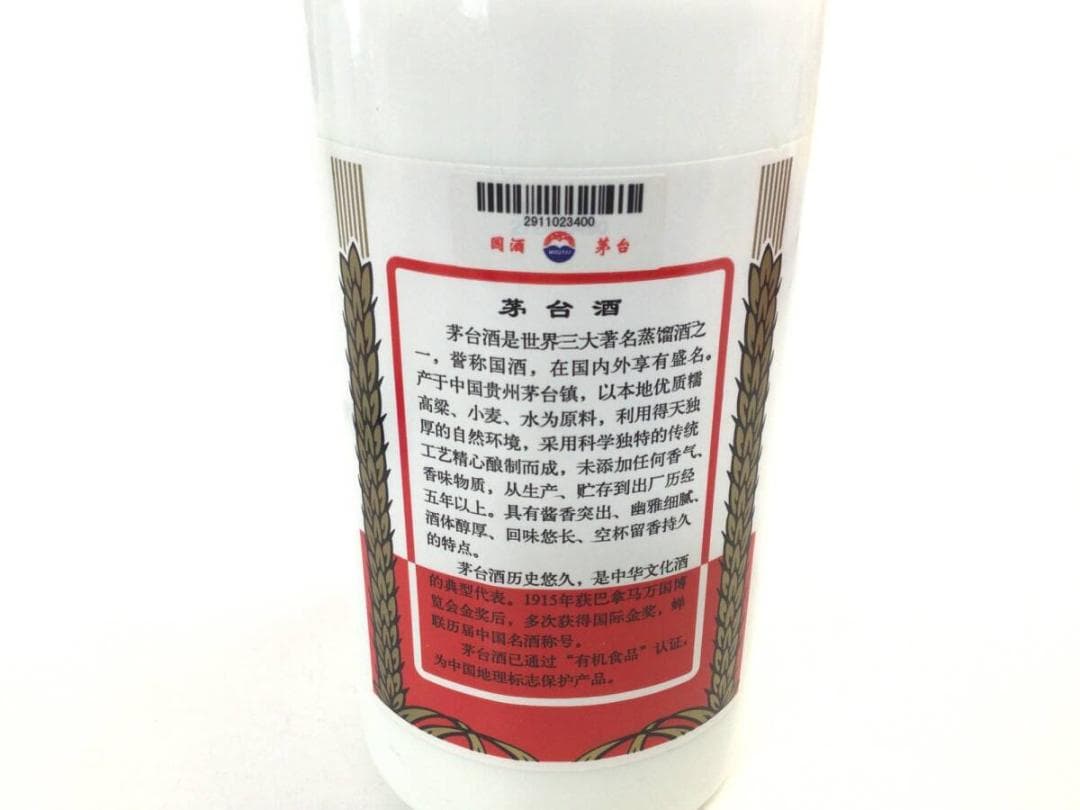 2911023400
国酒 MOUTAI 茅台
茅台酒
茅台酒是世界三大著名蒸馏酒之
一，誉称国酒，在国内外享有盛名。
产于中国贵州茅台镇，以本地优质糯
高粱、小麦、水为原料，利用得天独
厚的自然环境，采用科学独特的传统
工艺精心酿制而成，未添加任何香气、
香味物质，从生产、贮存到出厂历经
五年以上。具有酱香突出、幽雅细腻、
酒体醇厚、回味悠长、空杯留香持久
的特点。
茅台酒历史悠久，是中华文化酒
的典型代表。1915年获巴拿马万国博
览会金奖后，多次获得国际金奖，蝉
联历届中国名酒称号。
茅台酒已通过“有机食品”认证，
为中国地理标志保护产品。